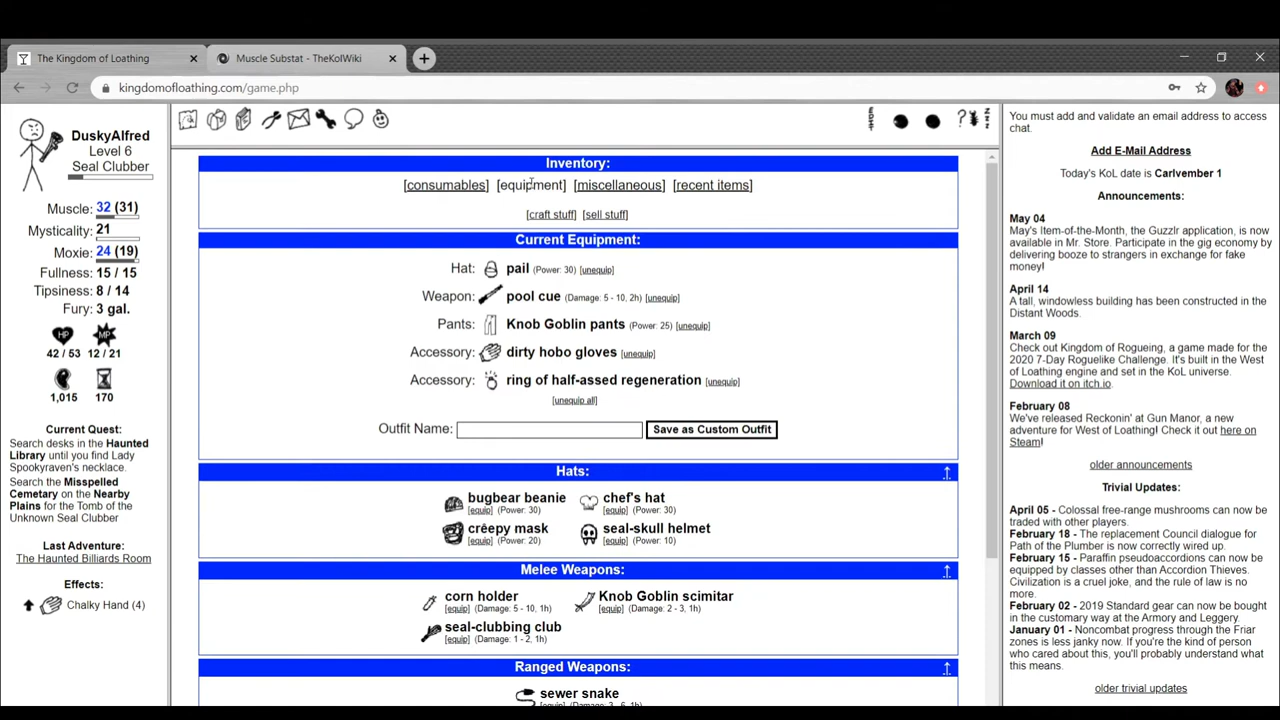 The Kingdom of Loathing
Muscle Substat - TheKolWiki
kingdomofloathing.com/game.php
DuskyAlfred
Level 6
Seal Clubber
Muscle: 32 (31)
Mysticality: 21
Moxie: 24 (19)
Fullness: 15 / 15
Tipsiness: 8 / 14
Fury: 3 gal.
HP MP
42 / 53 12 / 21
1,015 170
Current Quest:
Search desks in the Haunted
Library until you find Lady
Spookyraven's necklace.
Search the Misspelled
Cemetary on the Nearby
Plains for the Tomb of the
Unknown Seal Clubber
Last Adventure:
The Haunted Billiards Room
Effects:
Chalky Hand (4)
Inventory:
[consumables] [equipment] [miscellaneous] [recent items]
[craft stuff] [sell stuff]
Current Equipment:
Hat: pail (Power: 30) [unequip]
Weapon: pool cue (Damage: 5 - 10, 2h) [unequip]
Pants: Knob Goblin pants (Power: 25) [unequip]
Accessory: dirty hobo gloves [unequip]
Accessory: ring of half-assed regeneration [unequip]
[unequip all]
Outfit Name: Save as Custom Outfit
Hats:
bugbear beanie chef's hat
[equip] (Power: 30) [equip] (Power: 30)
crêepy mask seal-skull helmet
[equip] (Power: 20) [equip] (Power: 10)
Melee Weapons:
corn holder Knob Goblin scimitar
[equip] (Damage: 5 - 10, 1h) [equip] (Damage: 2 - 3, 1h)
seal-clubbing club
[equip] (Damage: 1 - 2, 1h)
Ranged Weapons:
sewer snake
[equip] (Damage: 3 - 6, 1h)
You must add and validate an email address to access
chat.
Add E-Mail Address
Today's KoL date is Carlvember 1
Announcements:
May 04
May's Item-of-the-Month, the Guzzlr application, is now
available in Mr. Store. Participate in the gig economy by
delivering booze to strangers in exchange for fake
money!
April 14
A tall, windowless building has been constructed in the
Distant Woods.
March 09
Check out Kingdom of Rogueing, a game made for the
2020 7-Day Roguelike Challenge. It's built in the West
of Loathing engine and set in the KoL universe.
Download it on itch.io.
February 08
We've released Reckonin' at Gun Manor, a new
adventure for West of Loathing! Check it out here on
Steam!
older announcements
Trivial Updates:
April 05 - Colossal free-range mushrooms can now be
traded with other players.
February 18 - The replacement Council dialogue for
Path of the Plumber is now correctly wired up.
February 15 - Paraffin pseudoaccordions can now be
equipped by classes other than Accordion Thieves.
Civilization is a cruel joke, and the rule of law is no
more.
February 02 - 2019 Standard gear can now be bought
in the customary way at the Armory and Leggery.
January 01 - Noncombat progress through the Friar
zones is less janky now. If you're the kind of person
who cared about this, you'll probably understand what
this means.
older trivial updates